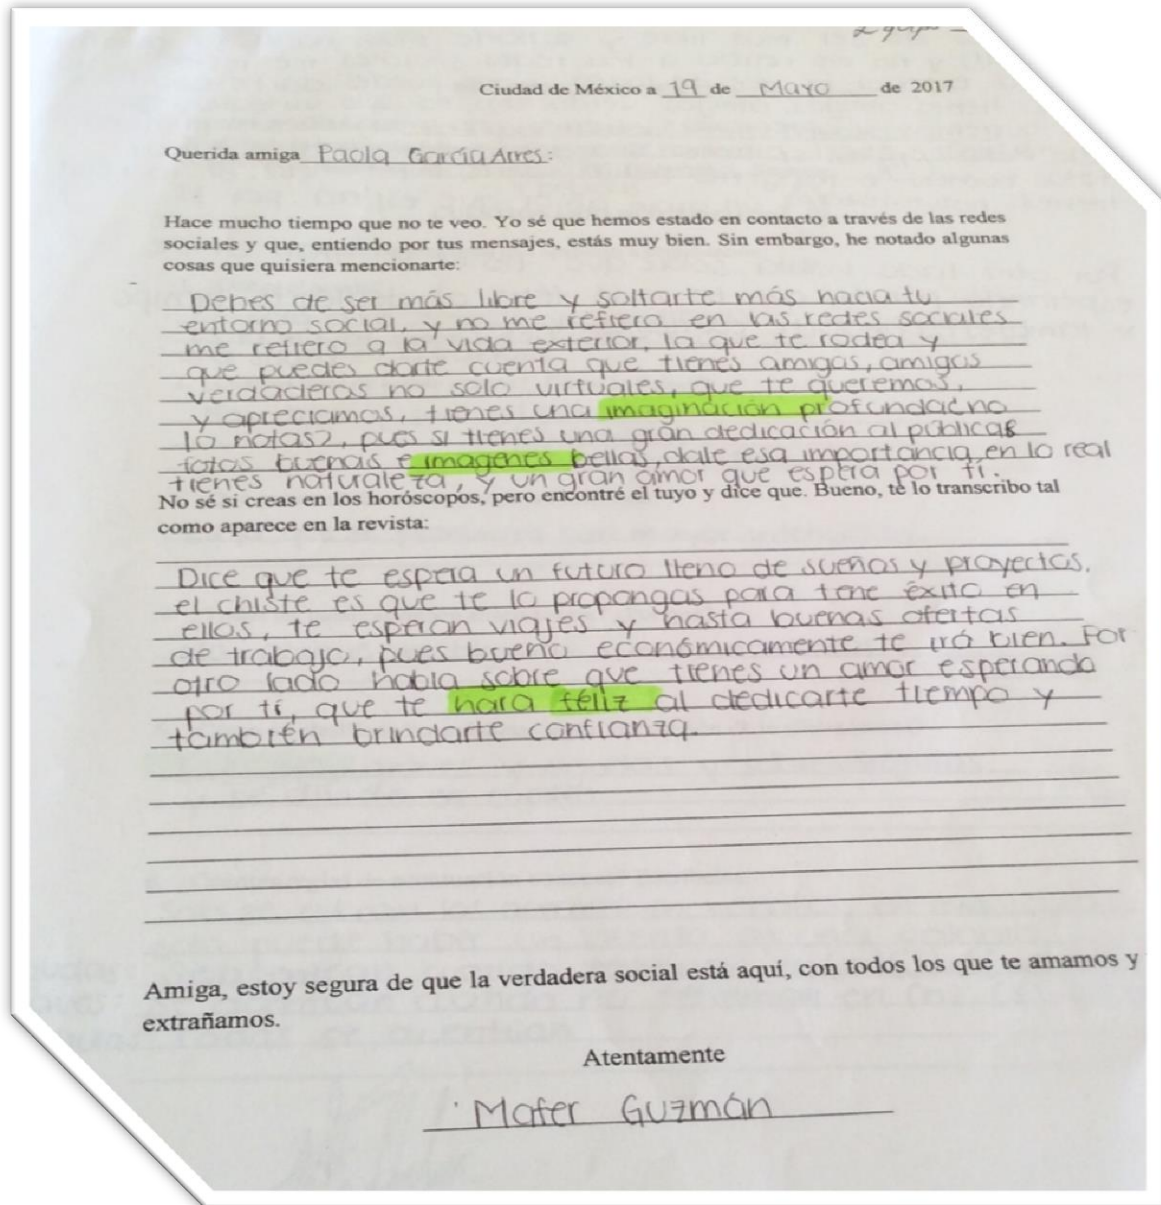 Ciudad de México a 19 de Mayo de 2017
Querida amiga Paola García Arres:
Hace mucho tiempo que no te veo. Yo sé que hemos estado en contacto a través de las redes
sociales y que, entiendo por tus mensajes, estás muy bien. Sin embargo, he notado algunas
cosas que quisiera mencionarte:
Debes de ser más libre y soltarte más hacia tu
entorno social, y no me refiero en las redes sociales
me refiero a la vida exterior, la que te rodea y
que puedes darte cuenta que tienes amigas, amigos
verdaderos no solo virtuales, que te queremos,
y apreciamos, tienes una imaginación profunda¿no
lo notas?, pues si tienes una gran dedicación al públicar
fotos buenas e imagenes bellas, dale esa importancia, en lo real
tienes naturaleza, y un gran amor que espera por ti.
No sé si creas en los horóscopos, pero encontré el tuyo y dice que. Bueno, te lo transcribo tal
como aparece en la revista:
Dice que te espera un futuro lleno de sueños y proyectos,
el chiste es que te lo propongas para tene éxito en
ellos, te esperan viajes y hasta buenas ofertas
de trabajo, pues bueno económicamente te irá bien. Por
otro lado habla sobre que tienes un amor esperando
por ti, que te hara féliz al dedicarte tiempo y
también brindarte confianza.
Amiga, estoy segura de que la verdadera social está aquí, con todos los que te amamos y
extrañamos.
Atentamente
Mafer Guzmán